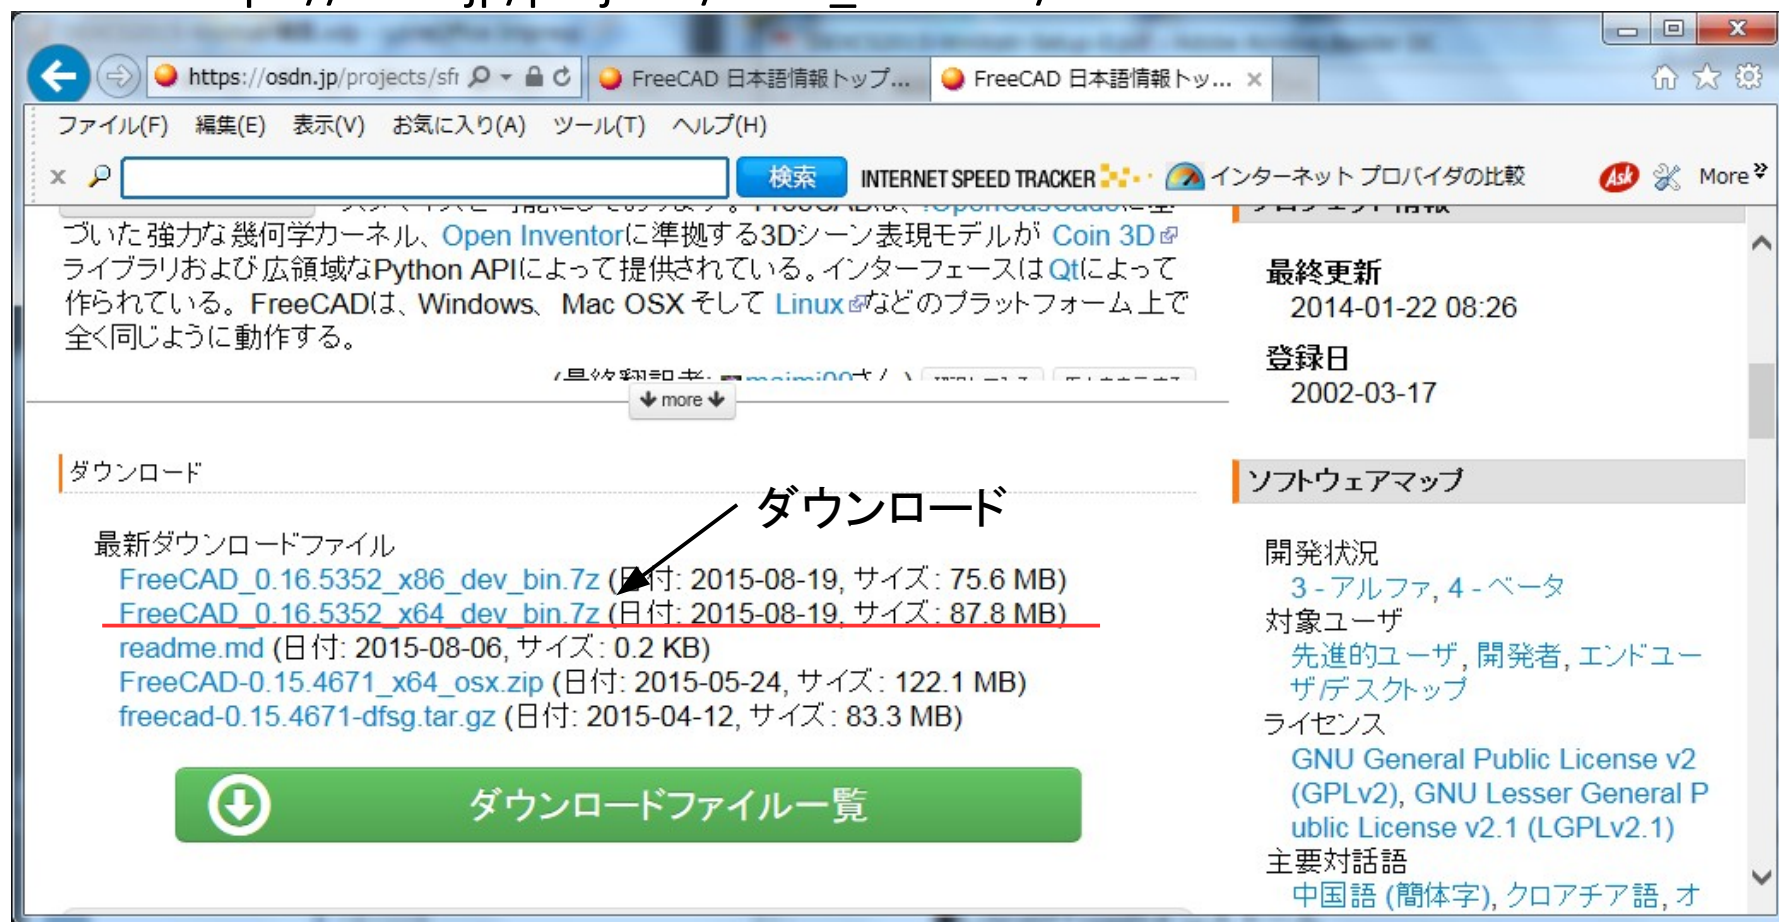 https://osdn.jp/projects/sfr
FreeCAD 日本語情報トップ...
FreeCAD 日本語情報トッ...
ファイル(F) 編集(E) 表示(V) お気に入り(A) ツール(T) ヘルプ(H)
検索
INTERNET SPEED TRACKER
インターネット プロバイダの比較
Ask
More
づいた強力な幾何学カーネル、Open Inventorに準拠する3Dシーン表現モデルが Coin 3D
ライブラリおよび広領域なPython APIによって提供されている。インターフェースはQtによって
作られている。FreeCADは、Windows、 Mac OSX そして Linuxなどのプラットフォーム上で
全く同じように動作する。
more
ダウンロード
ダウンロード
最新ダウンロードファイル
FreeCAD_0.16.5352_x86_dev_bin.7z (日付: 2015-08-19, サイズ: 75.6 MB)
FreeCAD_0.16.5352_x64_dev_bin.7z (日付: 2015-08-19, サイズ: 87.8 MB)
readme.md (日付: 2015-08-06, サイズ: 0.2 KB)
FreeCAD-0.15.4671_x64_osx.zip (日付: 2015-05-24, サイズ: 122.1 MB)
freecad-0.15.4671-dfsg.tar.gz (日付: 2015-04-12, サイズ: 83.3 MB)
ダウンロードファイル一覧
プロジェクト情報
最終更新
2014-01-22 08:26
登録日
2002-03-17
ソフトウェアマップ
開発状況
3 - アルファ, 4 - ベータ
対象ユーザ
先進的ユーザ, 開発者, エンドユー
ザ/デスクトップ
ライセンス
GNU General Public License v2
(GPLv2), GNU Lesser General P
ublic License v2.1 (LGPLv2.1)
主要対話語
中国語 (簡体字), クロアチア語, オ